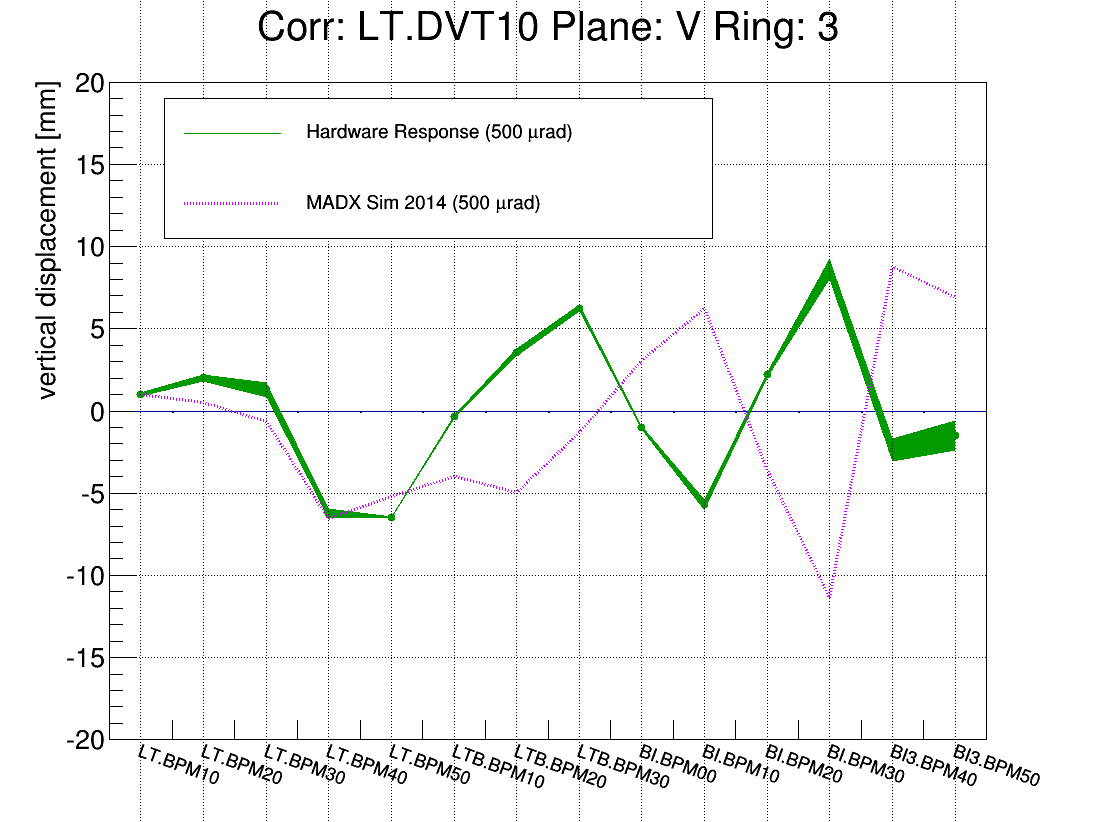 Corr: LT.DVT10 Plane: V Ring: 3
vertical displacement [mm]
20
15
10
5
0
-5
-10
-15
-20
Hardware Response (500 μrad)
MADX Sim 2014 (500 μrad)
LT.BPM10
LT.BPM20
LT.BPM30
LT.BPM40
LT.BPM50
LTB.BPM10
LTB.BPM20
LTB.BPM30
BI.BPM00
BI.BPM10
BI.BPM20
BI.BPM30
BI3.BPM40
BI3.BPM50